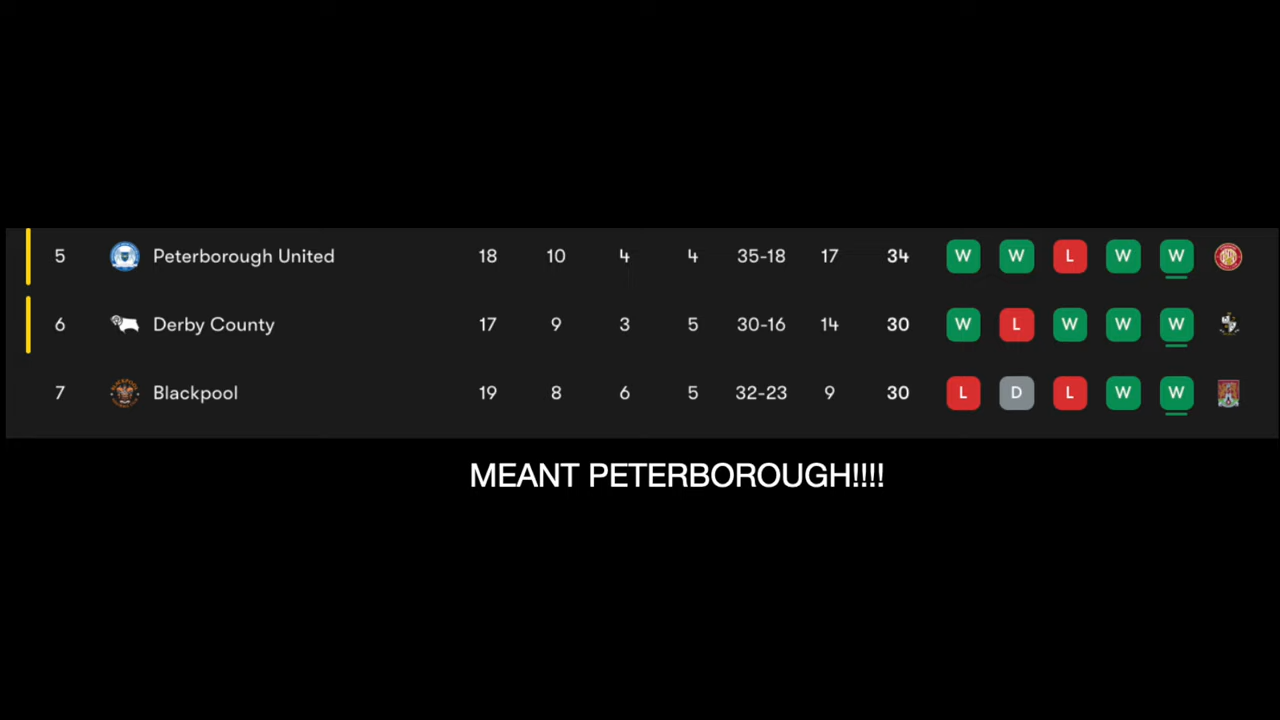 5 Peterborough United 18 10 4 4 35-18 17 34 W W L W W
6 Derby County 17 9 3 5 30-16 14 30 W L W W W
7 Blackpool 19 8 6 5 32-23 9 30 L D L W W
MEANT PETERBOROUGH!!!!